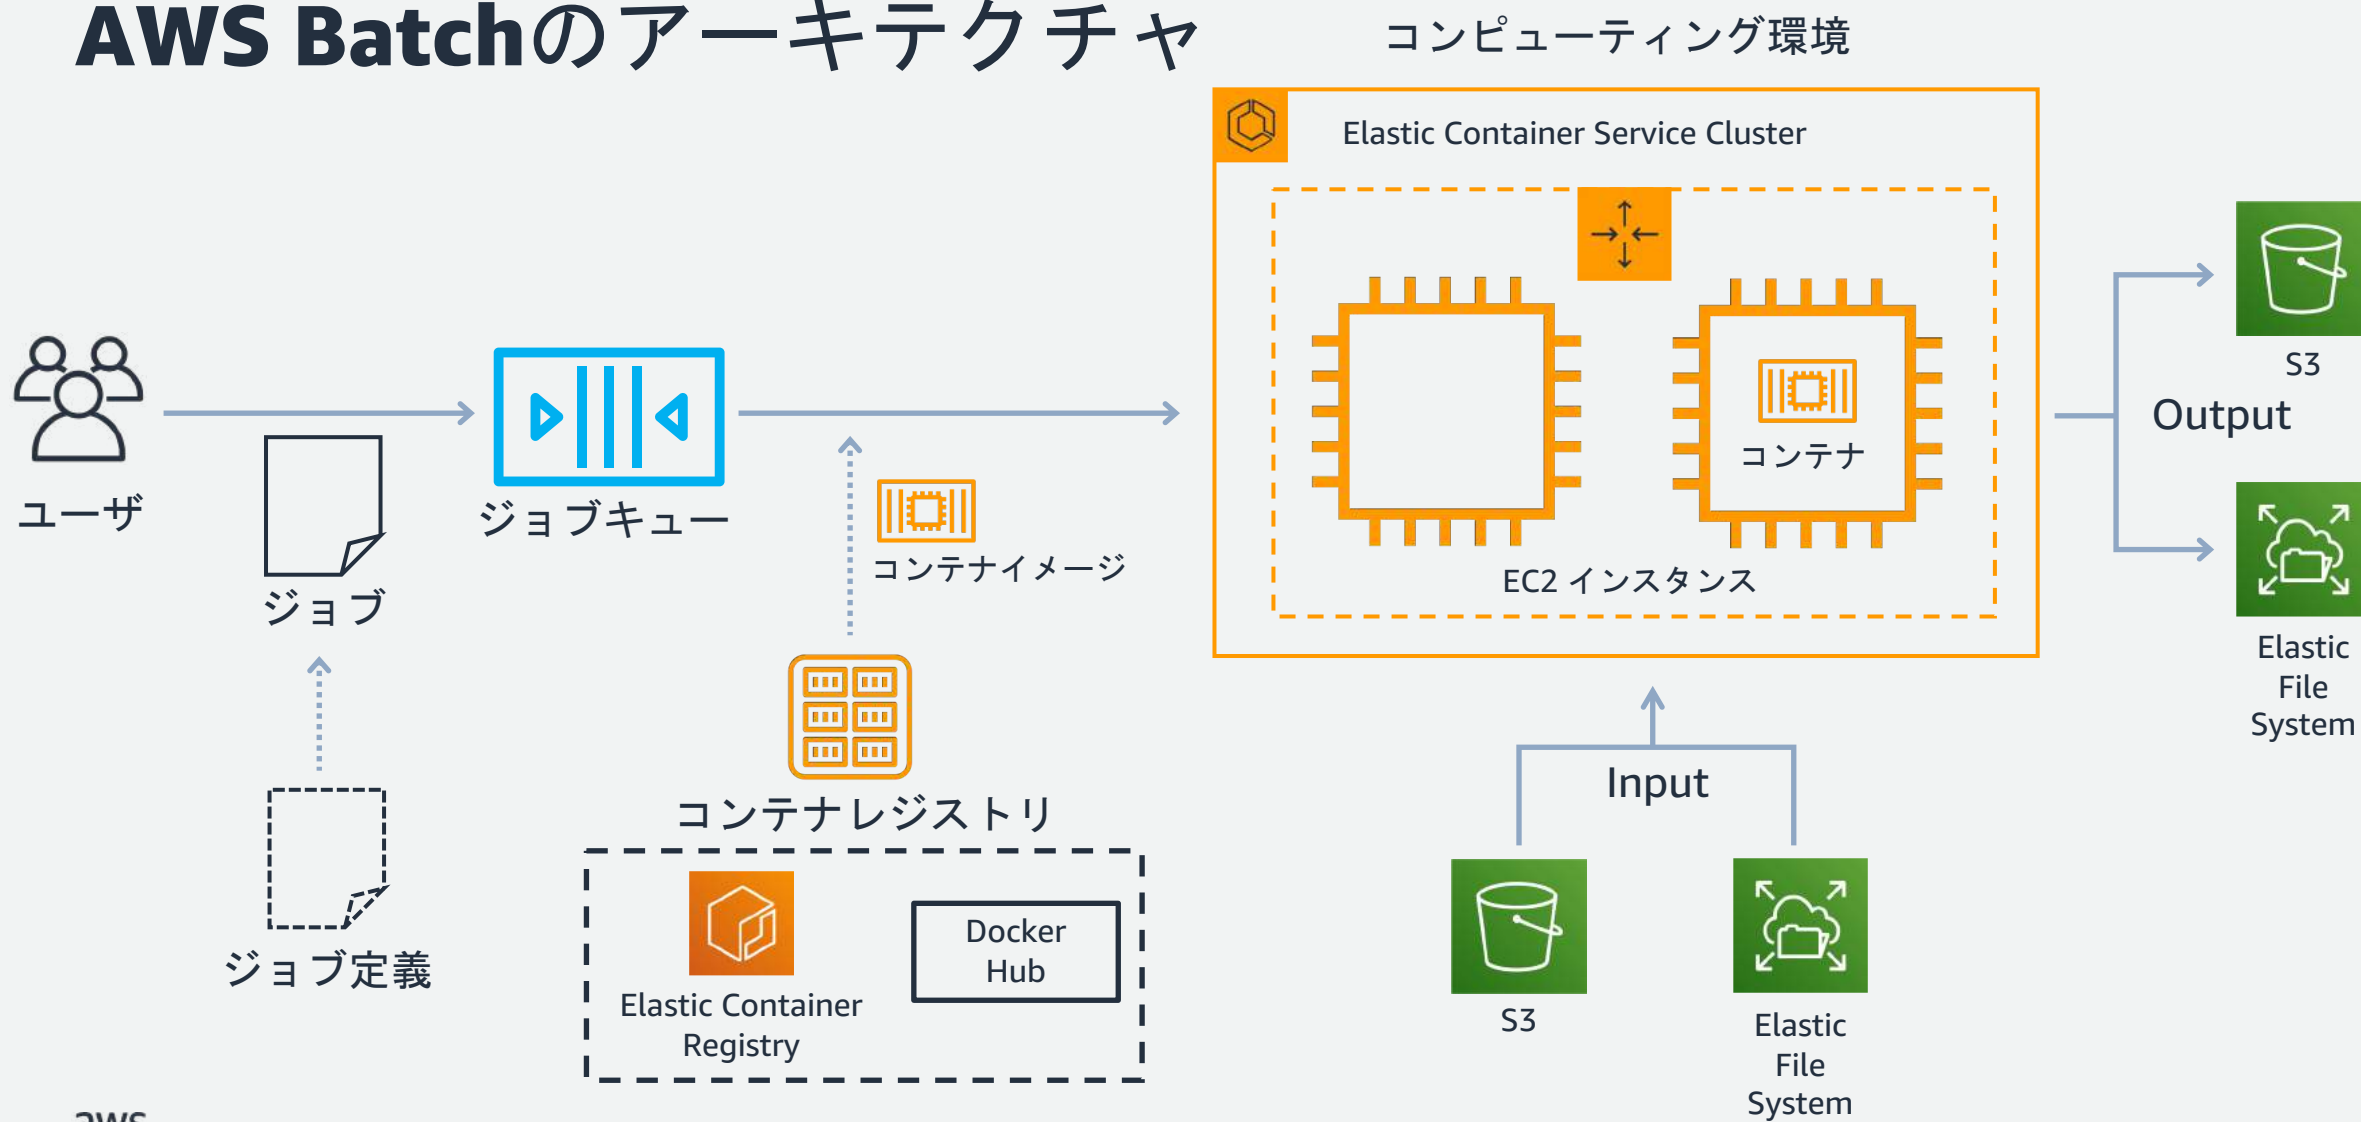 AWS Batchのアーキテクチャ
コンピューティング環境
Elastic Container Service Cluster
ユーザ
ジョブ
ジョブ定義
ジョブキュー
コンテナイメージ
コンテナレジストリ
Elastic Container
Registry
Docker
Hub
コンテナ
EC2 インスタンス
Input
S3
Elastic
File
System
Output
S3
Elastic
File
System
aws